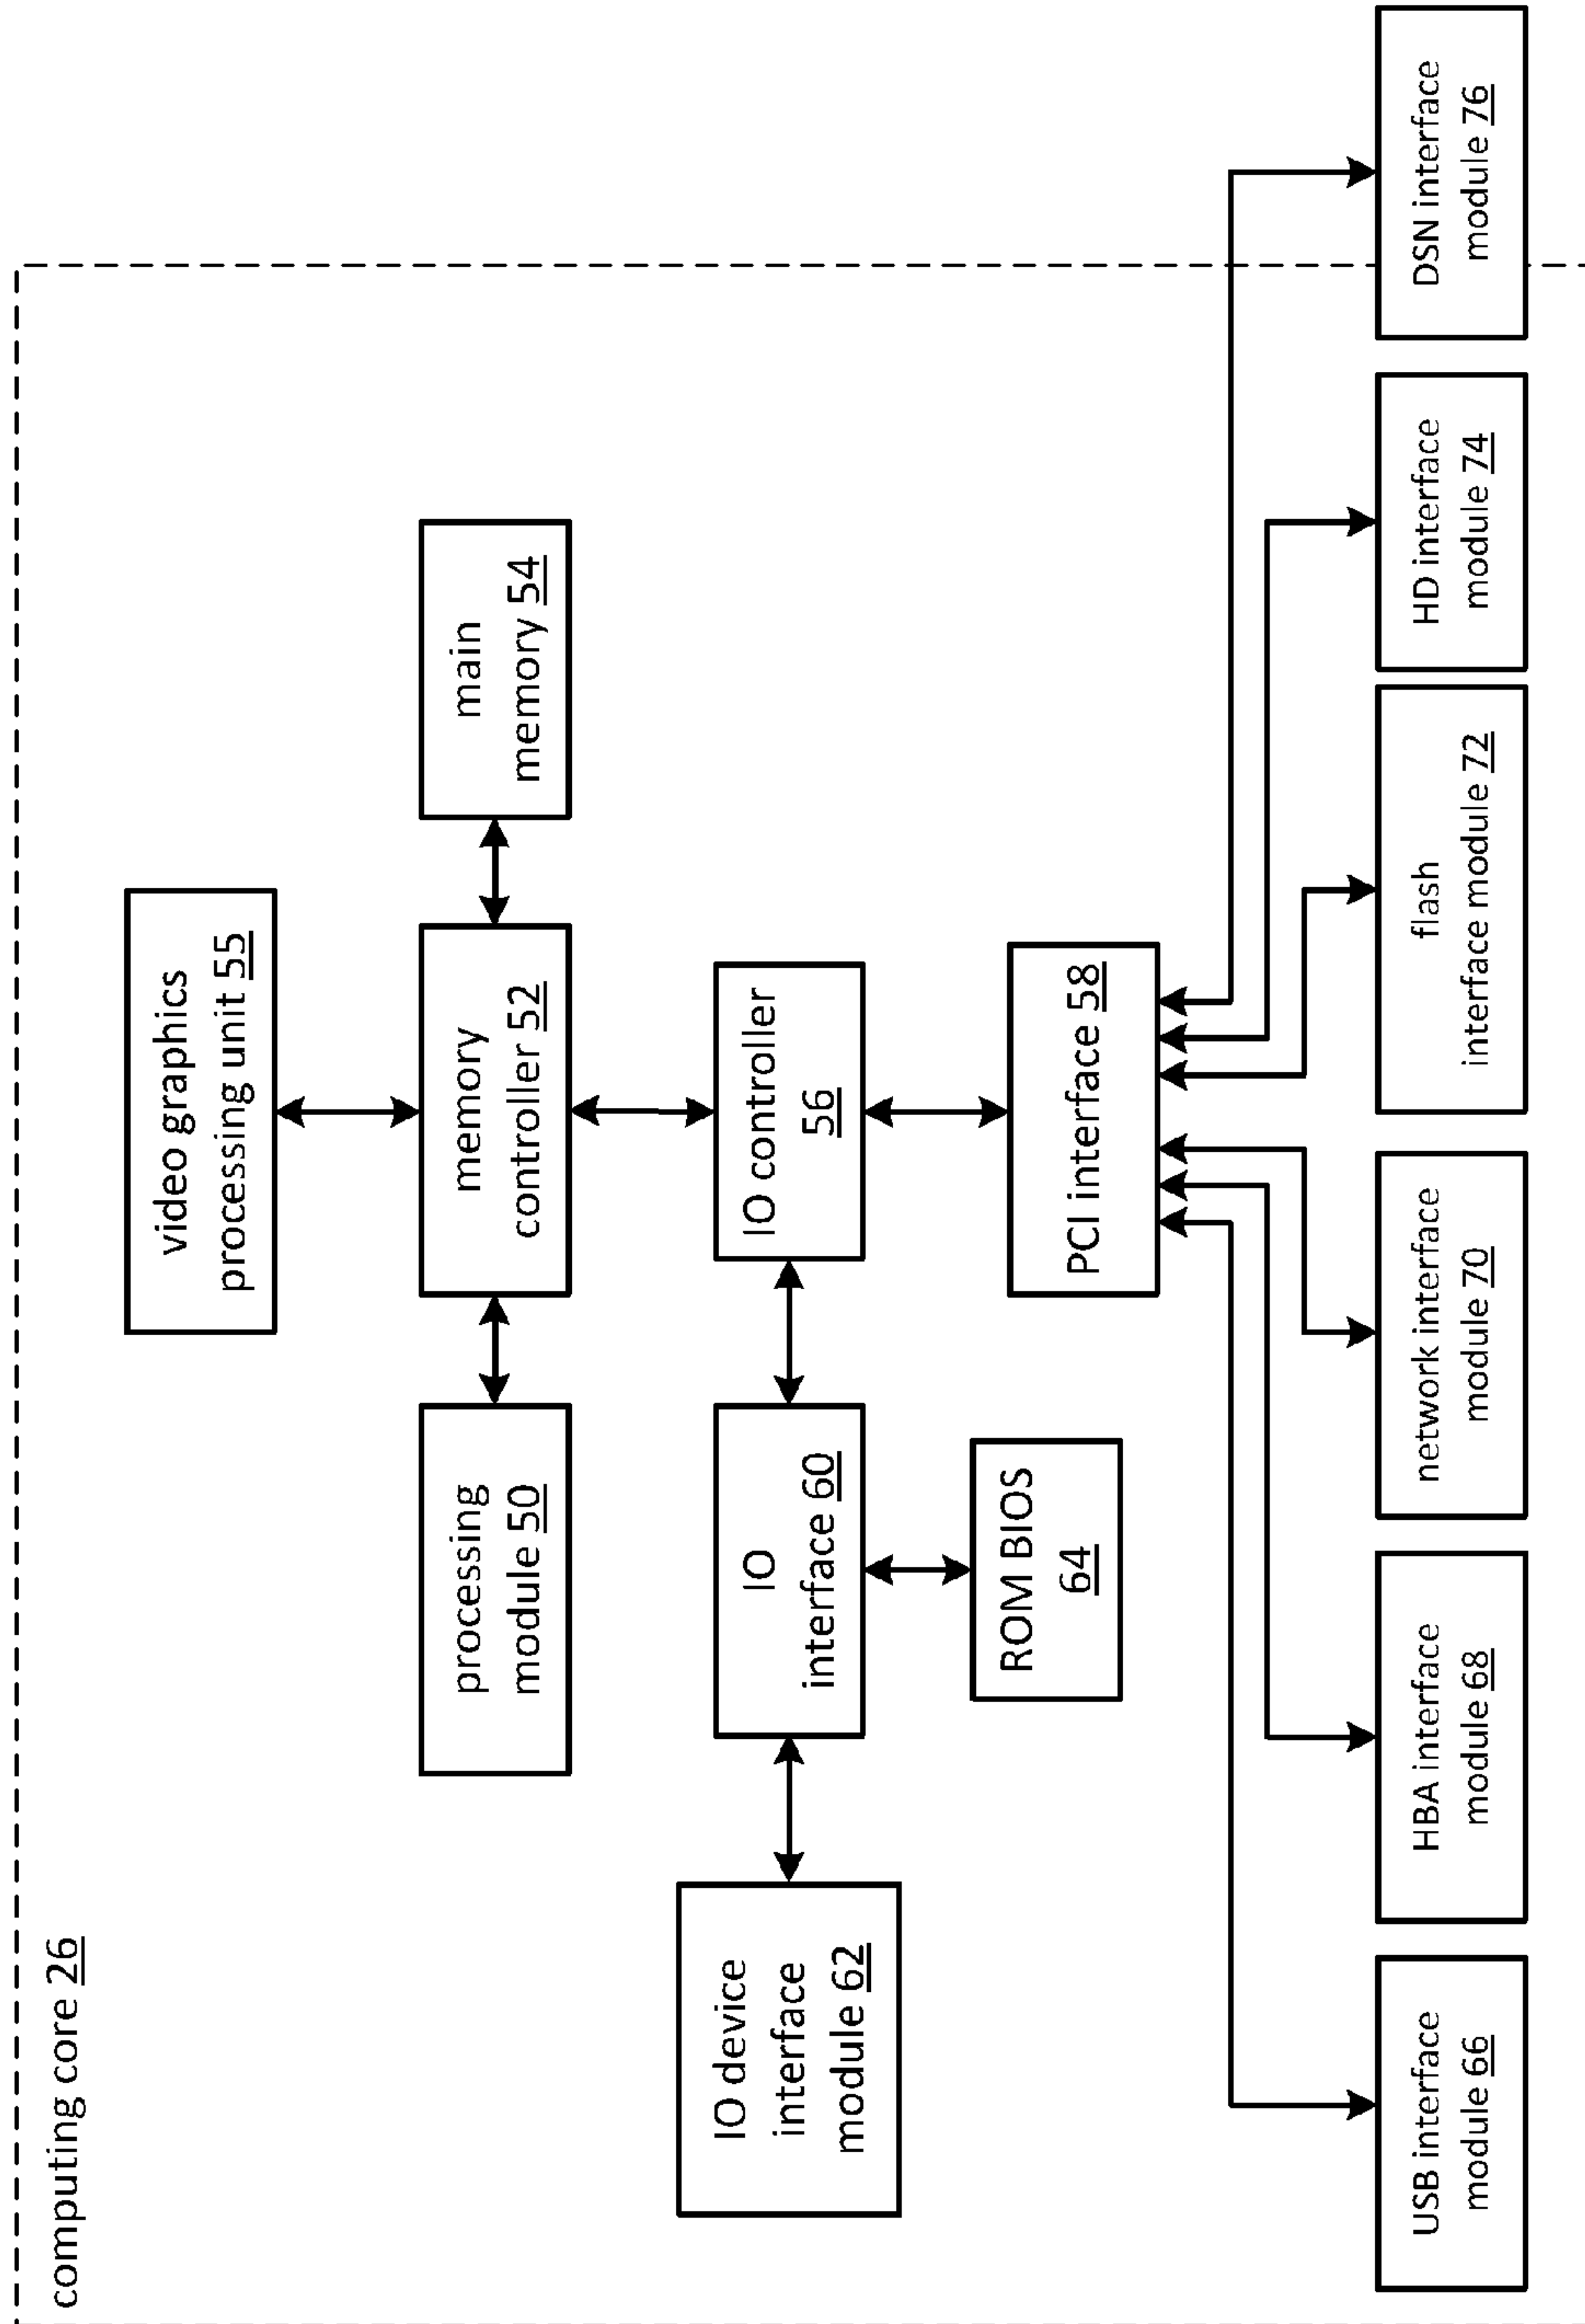 computing core 26
video graphics
processing unit 55
processing
module 50
memory
controller 52
main
memory 54
IO device
interface
module 62
IO
interface 60
IO controller
56
ROM BIOS
64
PCI interface 58
USB interface
module 66
HBA interface
module 68
network interface
module 70
flash
interface module 72
HD interface
module 74
DSN interface
module 76